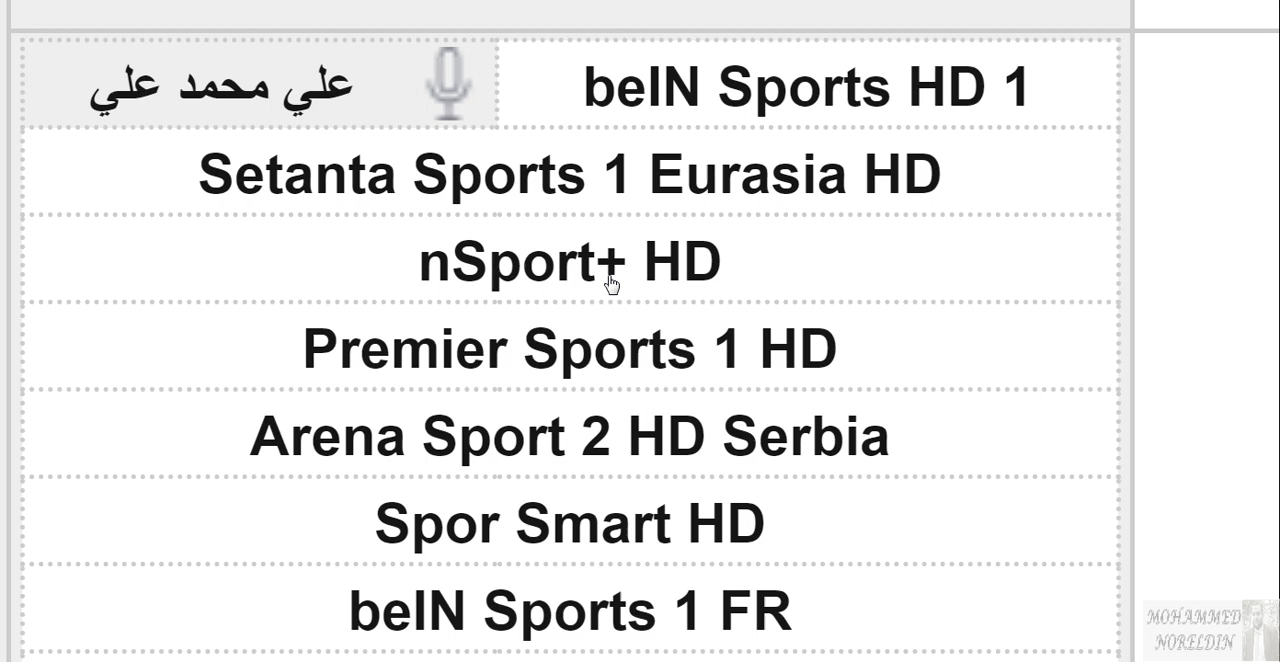 beIN Sports HD 1
علي محمد علي
Setanta Sports 1 Eurasia HD
nSport+ HD
Premier Sports 1 HD
Arena Sport 2 HD Serbia
Spor Smart HD
beIN Sports 1 FR
MOHAMMED
NORELDIN